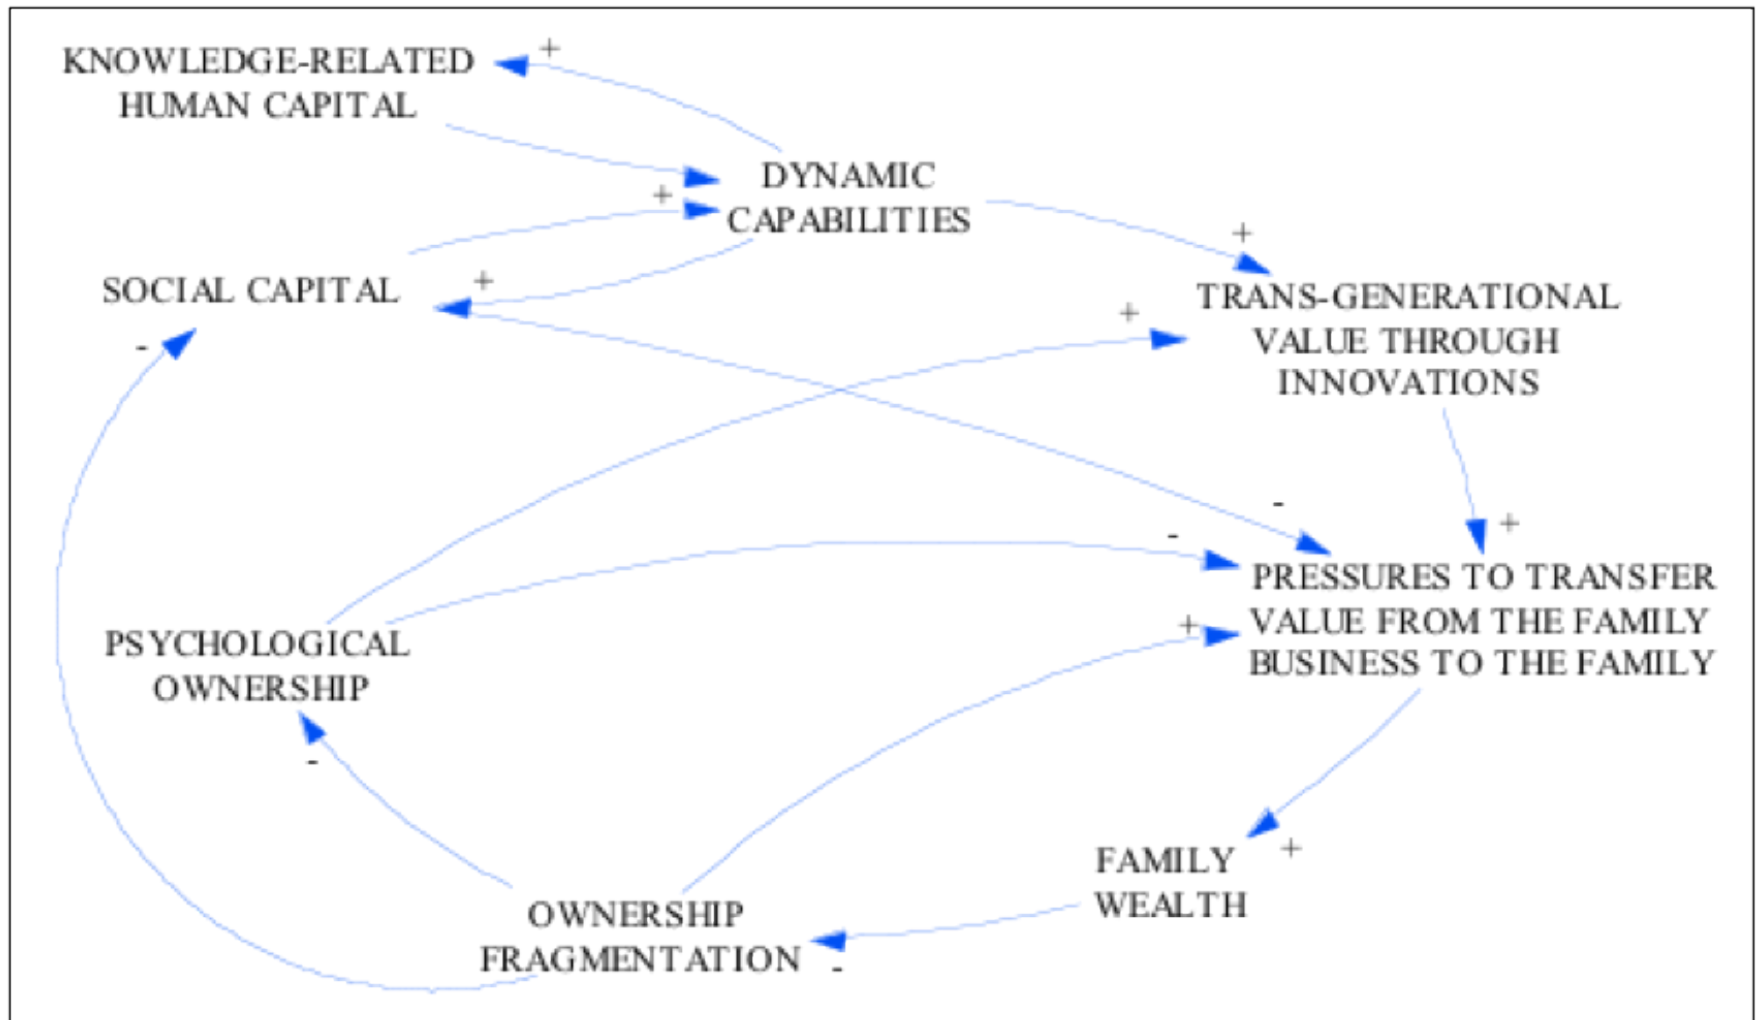 KNOWLEDGE-RELATED
HUMAN CAPITAL
+
DYNAMIC
CAPABILITIES
+
+
SOCIAL CAPITAL
+
-
TRANS-GENERATIONAL
VALUE THROUGH
INNOVATIONS
+
-
-
+
PRESSURES TO TRANSFER
VALUE FROM THE FAMILY
BUSINESS TO THE FAMILY
+
PSYCHOLOGICAL
OWNERSHIP
-
FAMILY
WEALTH
+
OWNERSHIP
FRAGMENTATION
-